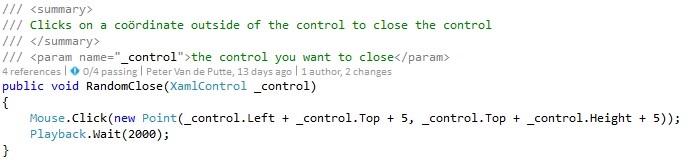 /// <summary>
/// Clicks on a coördinate outside of the control to close the control
/// </summary>
/// <param name="_control">the control you want to close</param>
4 references | 0/4 passing | Peter Van de Putte, 13 days ago | 1 author, 2 changes
public void RandomClose(XamlControl _control)
{
    Mouse.Click(new Point(_control.Left + _control.Top + 5, _control.Top + _control.Height + 5));
    Playback.Wait(2000);
}